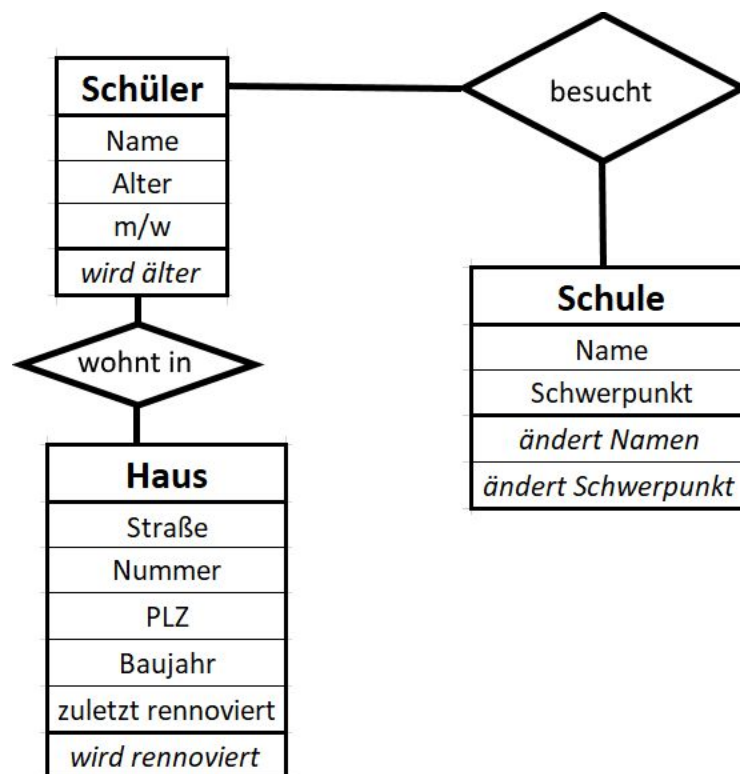 Schüler
Name
Alter
m/w
wird älter
besucht
wohnt in
Schule
Name
Schwerpunkt
ändert Namen
ändert Schwerpunkt
Haus
Straße
Nummer
PLZ
Baujahr
zuletzt rennoviert
wird rennoviert